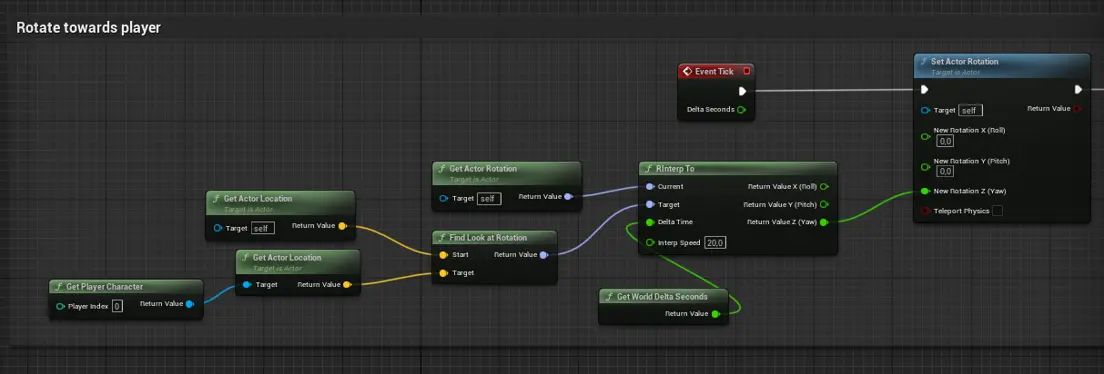 Rotate towards player
Event Tick
Delta Seconds
Set Actor Rotation
Target is Actor
Target self
Return Value
New Rotation X (Roll)
0,0
New Rotation Y (Pitch)
0,0
New Rotation Z (Yaw)
Teleport Physics
Get Actor Rotation
Target is Actor
Target self
Return Value
RInterp To
Current
Return Value X (Roll)
Target
Return Value Y (Pitch)
Delta Time
Return Value Z (Yaw)
Interp Speed 20,0
Get Actor Location
Target is Actor
Target self
Return Value
Find Look at Rotation
Start
Return Value
Target
Get Actor Location
Target is Actor
Target
Return Value
Get Player Character
Player Index 0
Return Value
Get World Delta Seconds
Return Value